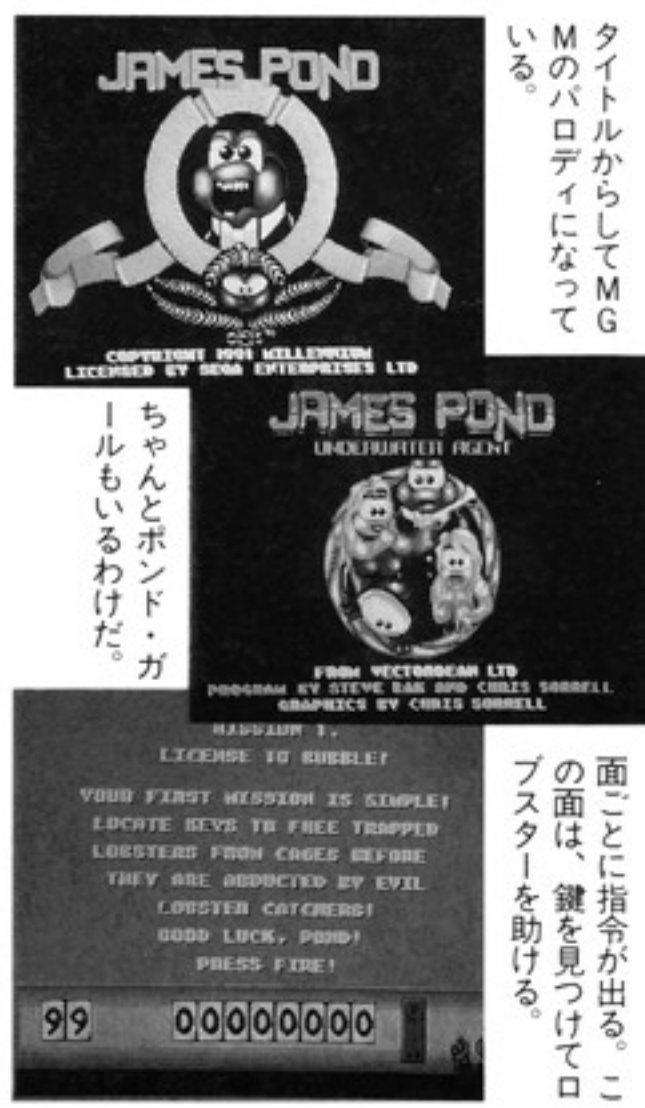 タイトルからしてMG
Mのパロディになって
いる。
JAMES POND
COPYRIGHT 1991 MILLENNIUM
LICENSED BY SEGA ENTERPRISES LTD
ちゃんとポンド・ガ
ールもいるわけだ。
JAMES POND
UNDERWATER AGENT
FROM VECTORDEAN LTD
PROGRAM BY STEVE BAK AND CHRIS SORRELL
GRAPHICS BY CHRIS SORRELL
面ごとに指令が出る。こ
の面は、鍵を見つけてロ
ブスターを助ける。
MISSION 1.
LICENSE TO BUBBLE!
YOUR FIRST MISSION IS SIMPLE!
LOCATE KEYS TO FREE TRAPPED
LOBSTERS FROM CAGES BEFORE
THEY ARE ABDUCTED BY EVIL
LOBSTER CATCHERS!
GOOD LUCK, POND!
PRESS FIRE!
99 00000000